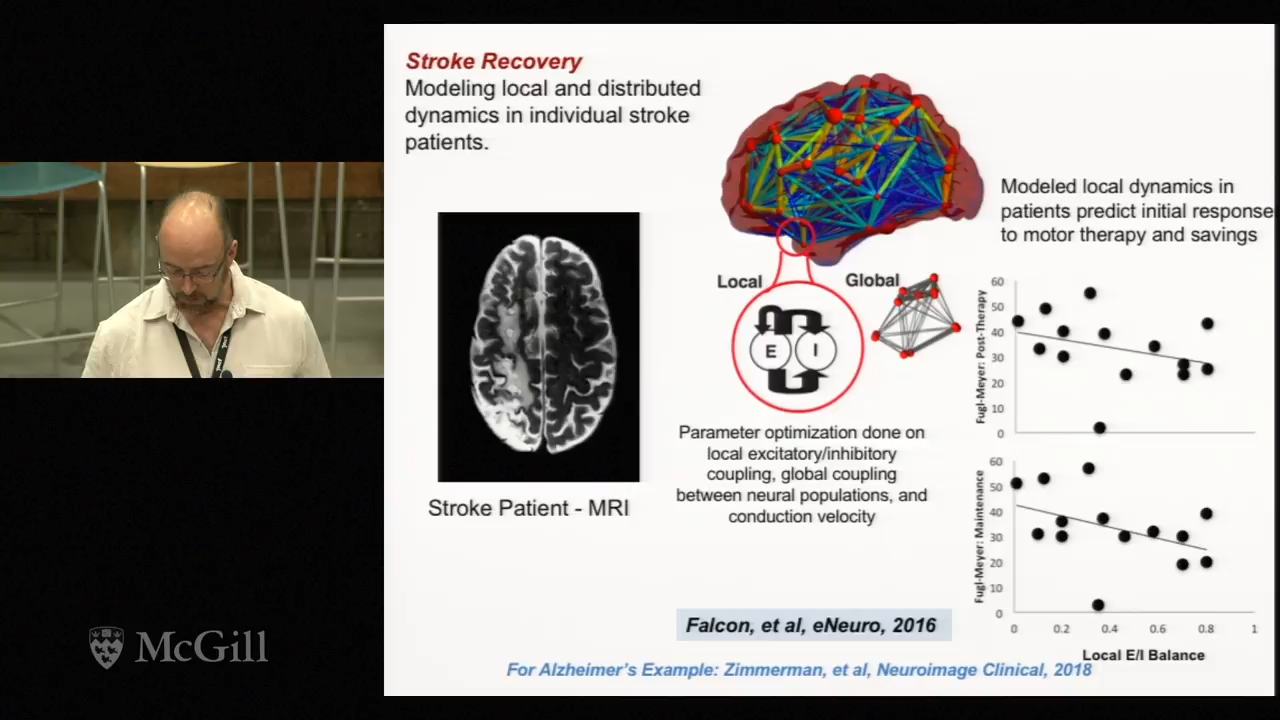 Stroke Recovery
Modeling local and distributed
dynamics in individual stroke
patients.
Stroke Patient - MRI
Local
Global
E
I
Parameter optimization done on
local excitatory/inhibitory
coupling, global coupling
between neural populations, and
conduction velocity
Modeled local dynamics in
patients predict initial response
to motor therapy and savings
Fugl-Meyer: Post-Therapy
60
50
40
30
20
10
0
Fugl-Meyer: Maintenance
60
50
40
30
20
10
0
0 0.2 0.4 0.6 0.8 1
Local E/I Balance
Falcon, et al, eNeuro, 2016
For Alzheimer's Example: Zimmerman, et al, Neuroimage Clinical, 2018
McGill